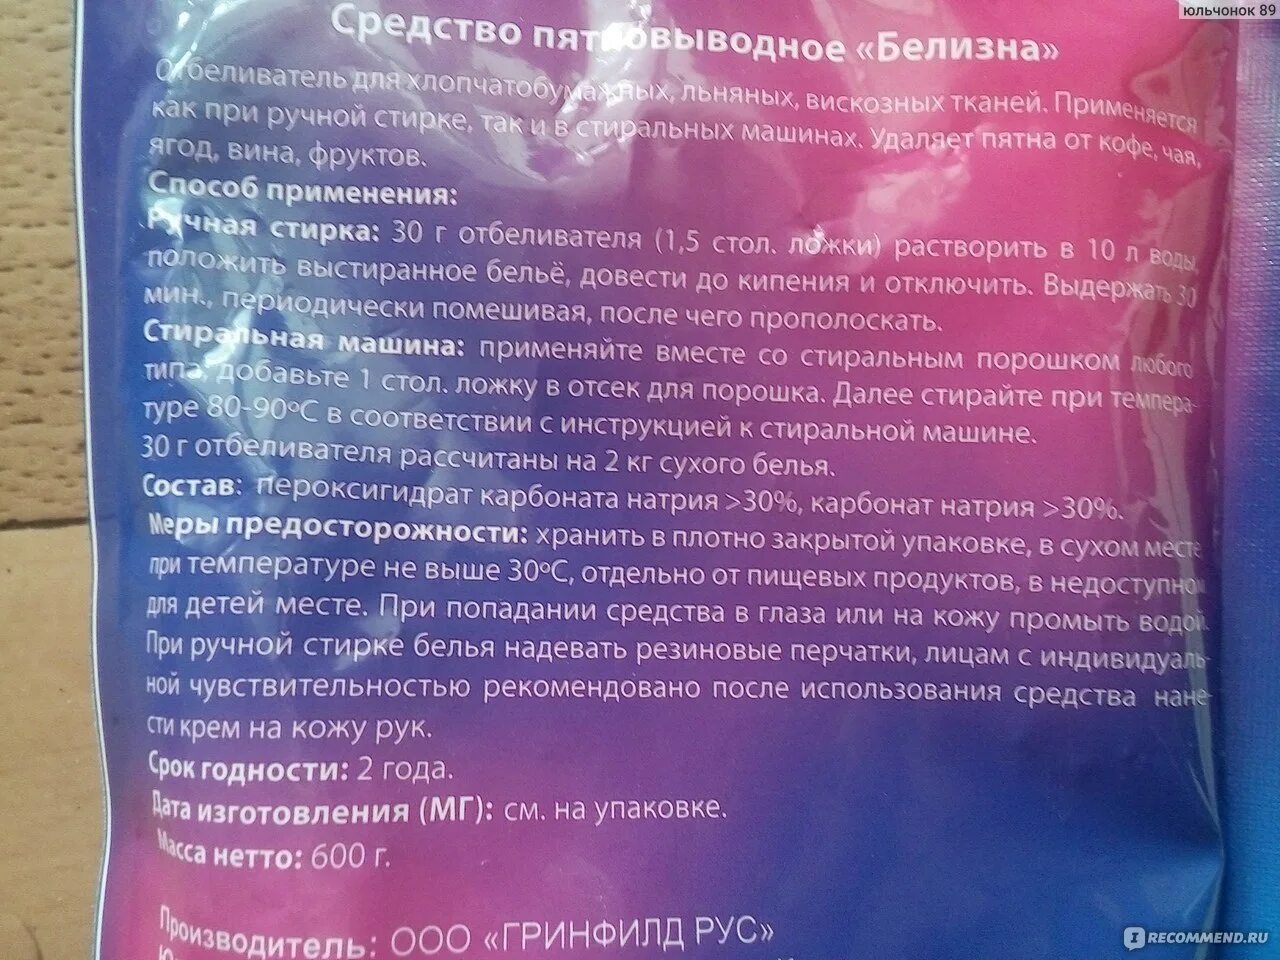 юльчонок 89
Средство пятновыводное «Белизна»
Отбеливатель для хлопчатобумажных, льняных, вискозных тканей. Применяется
как при ручной стирке, так и в стиральных машинах. Удаляет пятна от кофе, чая,
ягод, вина, фруктов.
Способ применения:
Ручная стирка: 30 г отбеливателя (1,5 стол. ложки) растворить в 10 л воды,
положить выстиранное бельё, довести до кипения и отключить. Выдержать 30
мин., периодически помешивая, после чего прополоскать.
Стиральная машина: применяйте вместе со стиральным порошком любого
типа, добавьте 1 стол. ложку в отсек для порошка. Далее стирайте при темпера-
туре 80-90°С в соответствии с инструкцией к стиральной машине.
30 г отбеливателя рассчитаны на 2 кг сухого белья.
Состав: пероксигидрат карбоната натрия >30%, карбонат натрия >30%.
Меры предосторожности: хранить в плотно закрытой упаковке, в сухом месте
при температуре не выше 30°С, отдельно от пищевых продуктов, в недоступном
для детей месте. При попадании средства в глаза или на кожу промыть водой.
При ручной стирке белья надевать резиновые перчатки, лицам с индивидуаль-
ной чувствительностью рекомендовано после использования средства нане-
сти крем на кожу рук.
Срок годности: 2 года.
Дата изготовления (МГ): см. на упаковке.
Масса нетто: 600 г.
Производитель: ООО «ГРИНФИЛД РУС»
IRECOMMEND.RU